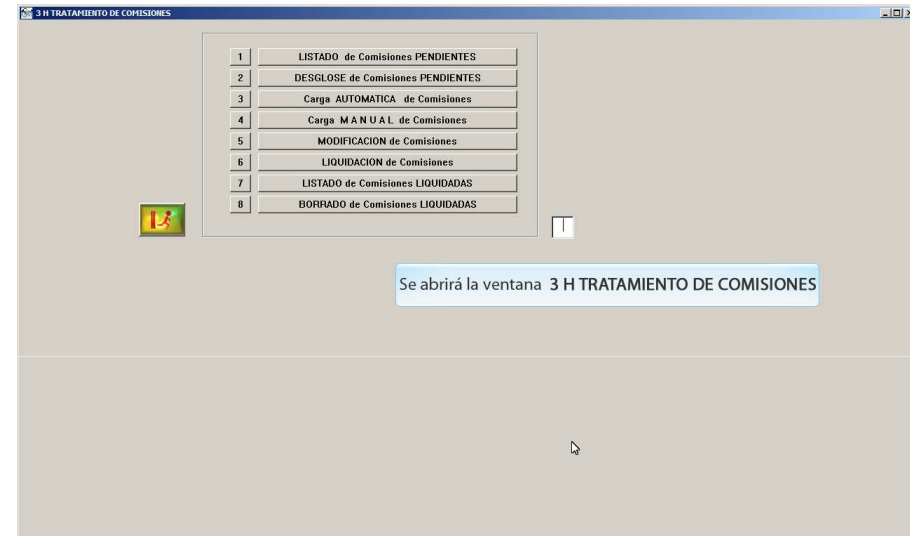 3 H TRATAMIENTO DE COMISIONES
1 LISTADO de Comisiones PENDIENTES
2 DESGLOSE de Comisiones PENDIENTES
3 Carga AUTOMATICA de Comisiones
4 Carga M A N U A L de Comisiones
5 MODIFICACION de Comisiones
6 LIQUIDACION de Comisiones
7 LISTADO de Comisiones LIQUIDADAS
8 BORRADO de Comisiones LIQUIDADAS
Se abrirá la ventana 3 H TRATAMIENTO DE COMISIONES